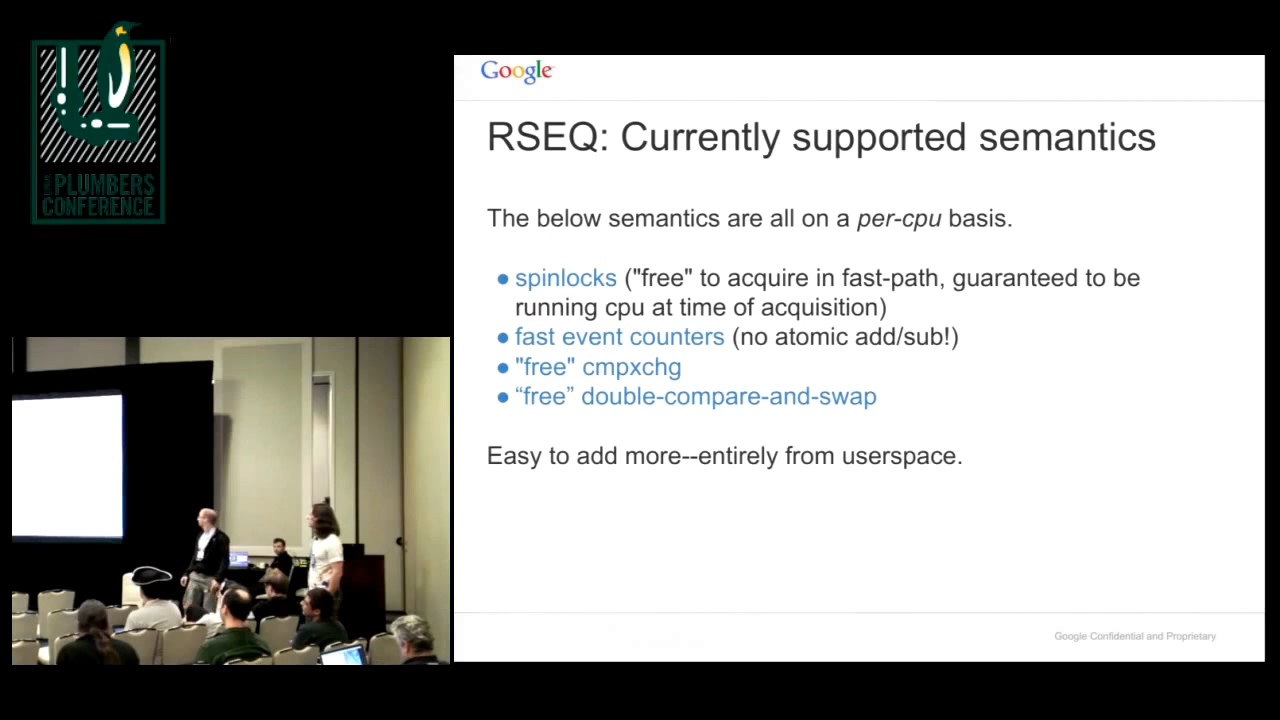 LINUX
PLUMBERS
CONFERENCE
Google
RSEQ: Currently supported semantics
The below semantics are all on a per-cpu basis.
● spinlocks ("free" to acquire in fast-path, guaranteed to be
running cpu at time of acquisition)
● fast event counters (no atomic add/sub!)
● "free" cmpxchg
● “free” double-compare-and-swap
Easy to add more--entirely from userspace.
Google Confidential and Proprietary